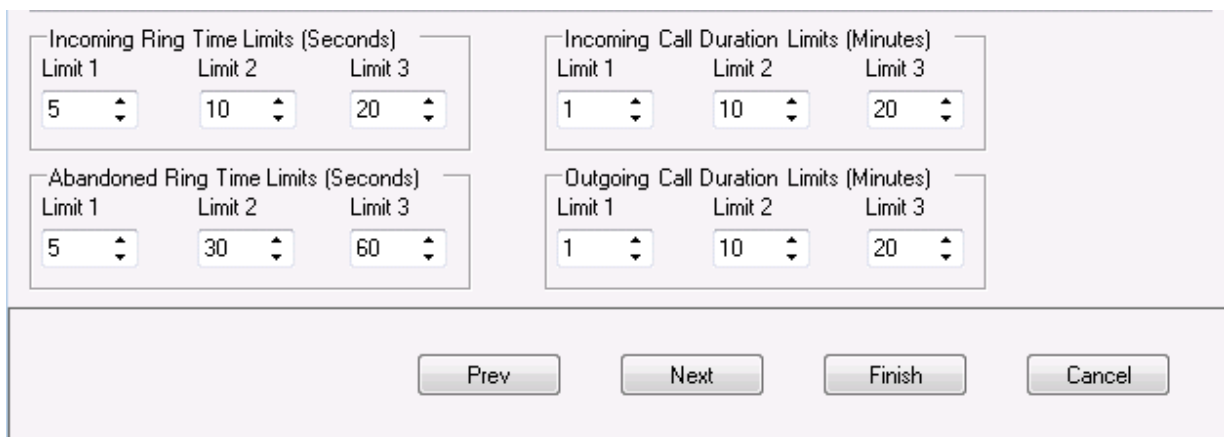 Incoming Ring Time Limits (Seconds)
Limit 1 Limit 2 Limit 3
5 10 20
Incoming Call Duration Limits (Minutes)
Limit 1 Limit 2 Limit 3
1 10 20
Abandoned Ring Time Limits (Seconds)
Limit 1 Limit 2 Limit 3
5 30 60
Outgoing Call Duration Limits (Minutes)
Limit 1 Limit 2 Limit 3
1 10 20
Prev Next Finish Cancel